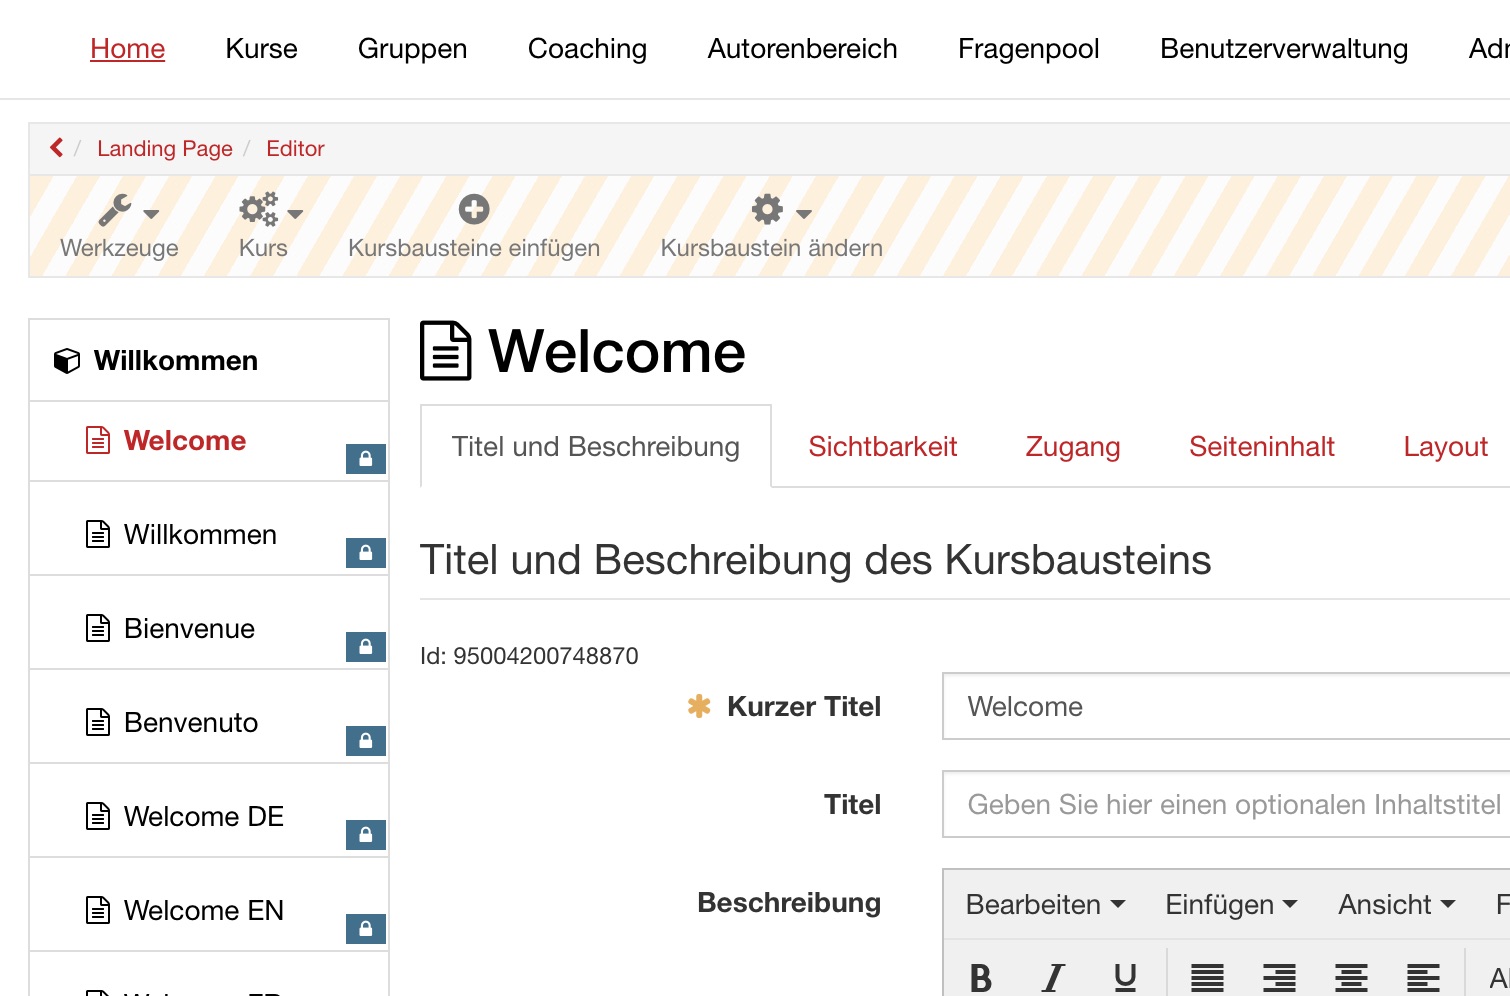 Home Kurse Gruppen Coaching Autorenbereich Fragenpool Benutzerverwaltung
/ Landing Page / Editor
Werkzeuge Kurs Kursbausteine einfügen Kursbaustein ändern
Willkommen
Welcome
Willkommen
Bienvenue
Benvenuto
Welcome DE
Welcome EN
Welcome
Titel und Beschreibung Sichtbarkeit Zugang Seiteninhalt Layout
Titel und Beschreibung des Kursbausteins
Id: 95004200748870
Kurzer Titel Welcome
Titel Geben Sie hier einen optionalen Inhaltstitel
Beschreibung
Bearbeiten Einfügen Ansicht
B I U